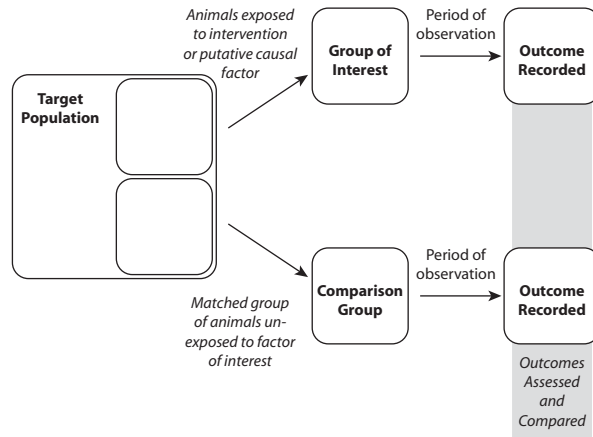 Animals exposed
to intervention
or putative causal
factor
Period of
observation
Group of
Interest
Outcome
Recorded
Target
Population
Period of
observation
Comparison
Group
Outcome
Recorded
Matched group
of animals un-
exposed to factor
of interest
Outcomes
Assessed
and
Compared